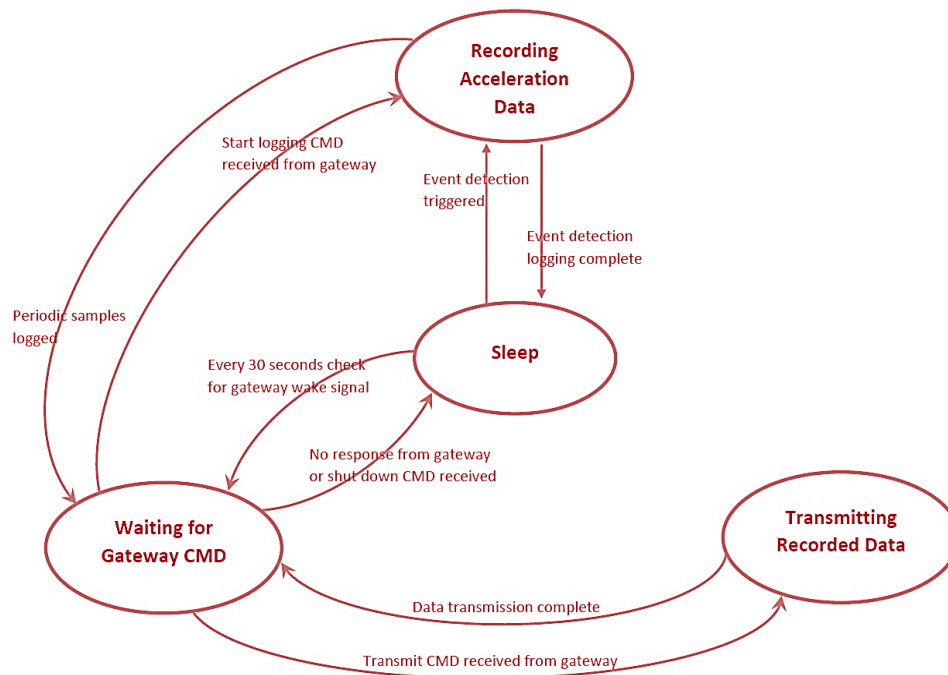 Recording
Acceleration
Data
Start logging CMD
received from gateway
Event detection
triggered
Event detection
logging complete
Periodic samples
logged
Sleep
Every 30 seconds check
for gateway wake signal
No response from gateway
or shut down CMD received
Waiting for
Gateway CMD
Transmitting
Recorded Data
Data transmission complete
Transmit CMD received from gateway